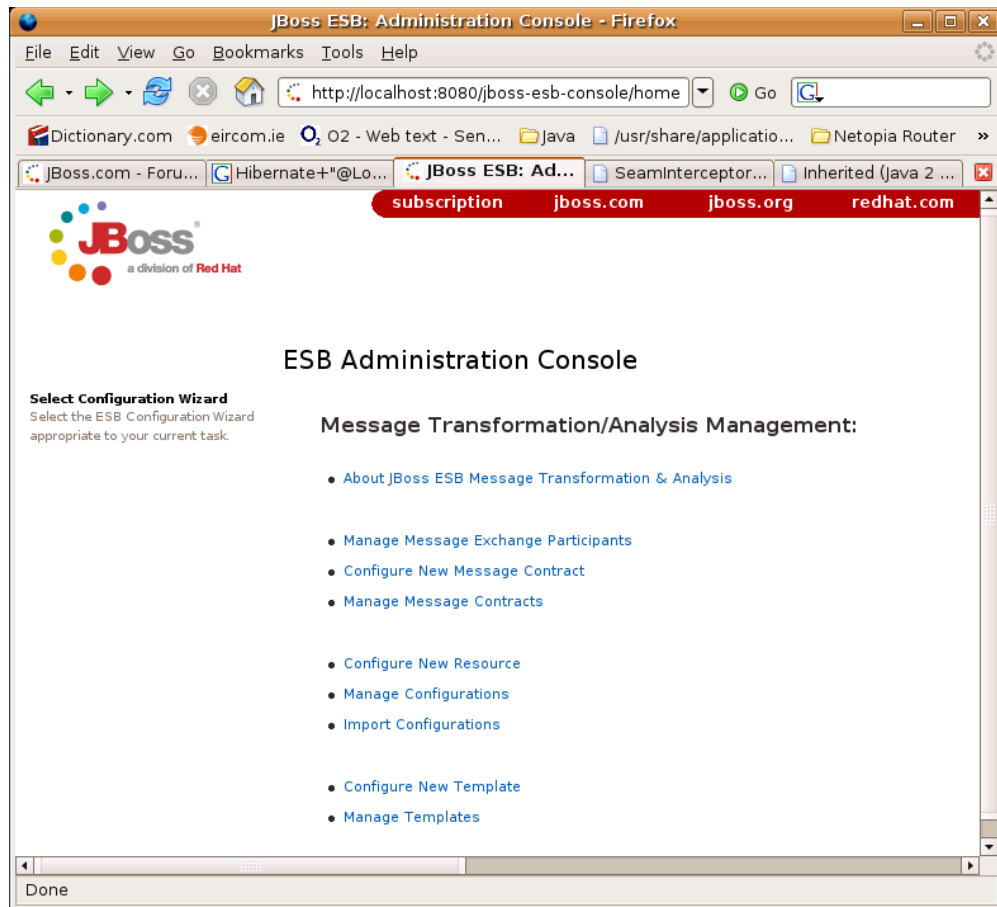 JBoss ESB: Administration Console - Firefox
File Edit View Go Bookmarks Tools Help
http://localhost:8080/jboss-esb-console/home Go G
Dictionary.com eircom.ie O2 O2 - Web text - Sen... Java /usr/share/applicatio... Netopia Router »
JBoss.com - Foru... G Hibernate+"@Lo... JBoss ESB: Ad... SeamInterceptor... Inherited (Java 2 ...
subscription jboss.com jboss.org redhat.com
JBoss®
a division of Red Hat
ESB Administration Console
Select Configuration Wizard
Select the ESB Configuration Wizard
appropriate to your current task.
Message Transformation/Analysis Management:
• About JBoss ESB Message Transformation & Analysis
• Manage Message Exchange Participants
• Configure New Message Contract
• Manage Message Contracts
• Configure New Resource
• Manage Configurations
• Import Configurations
• Configure New Template
• Manage Templates
Done